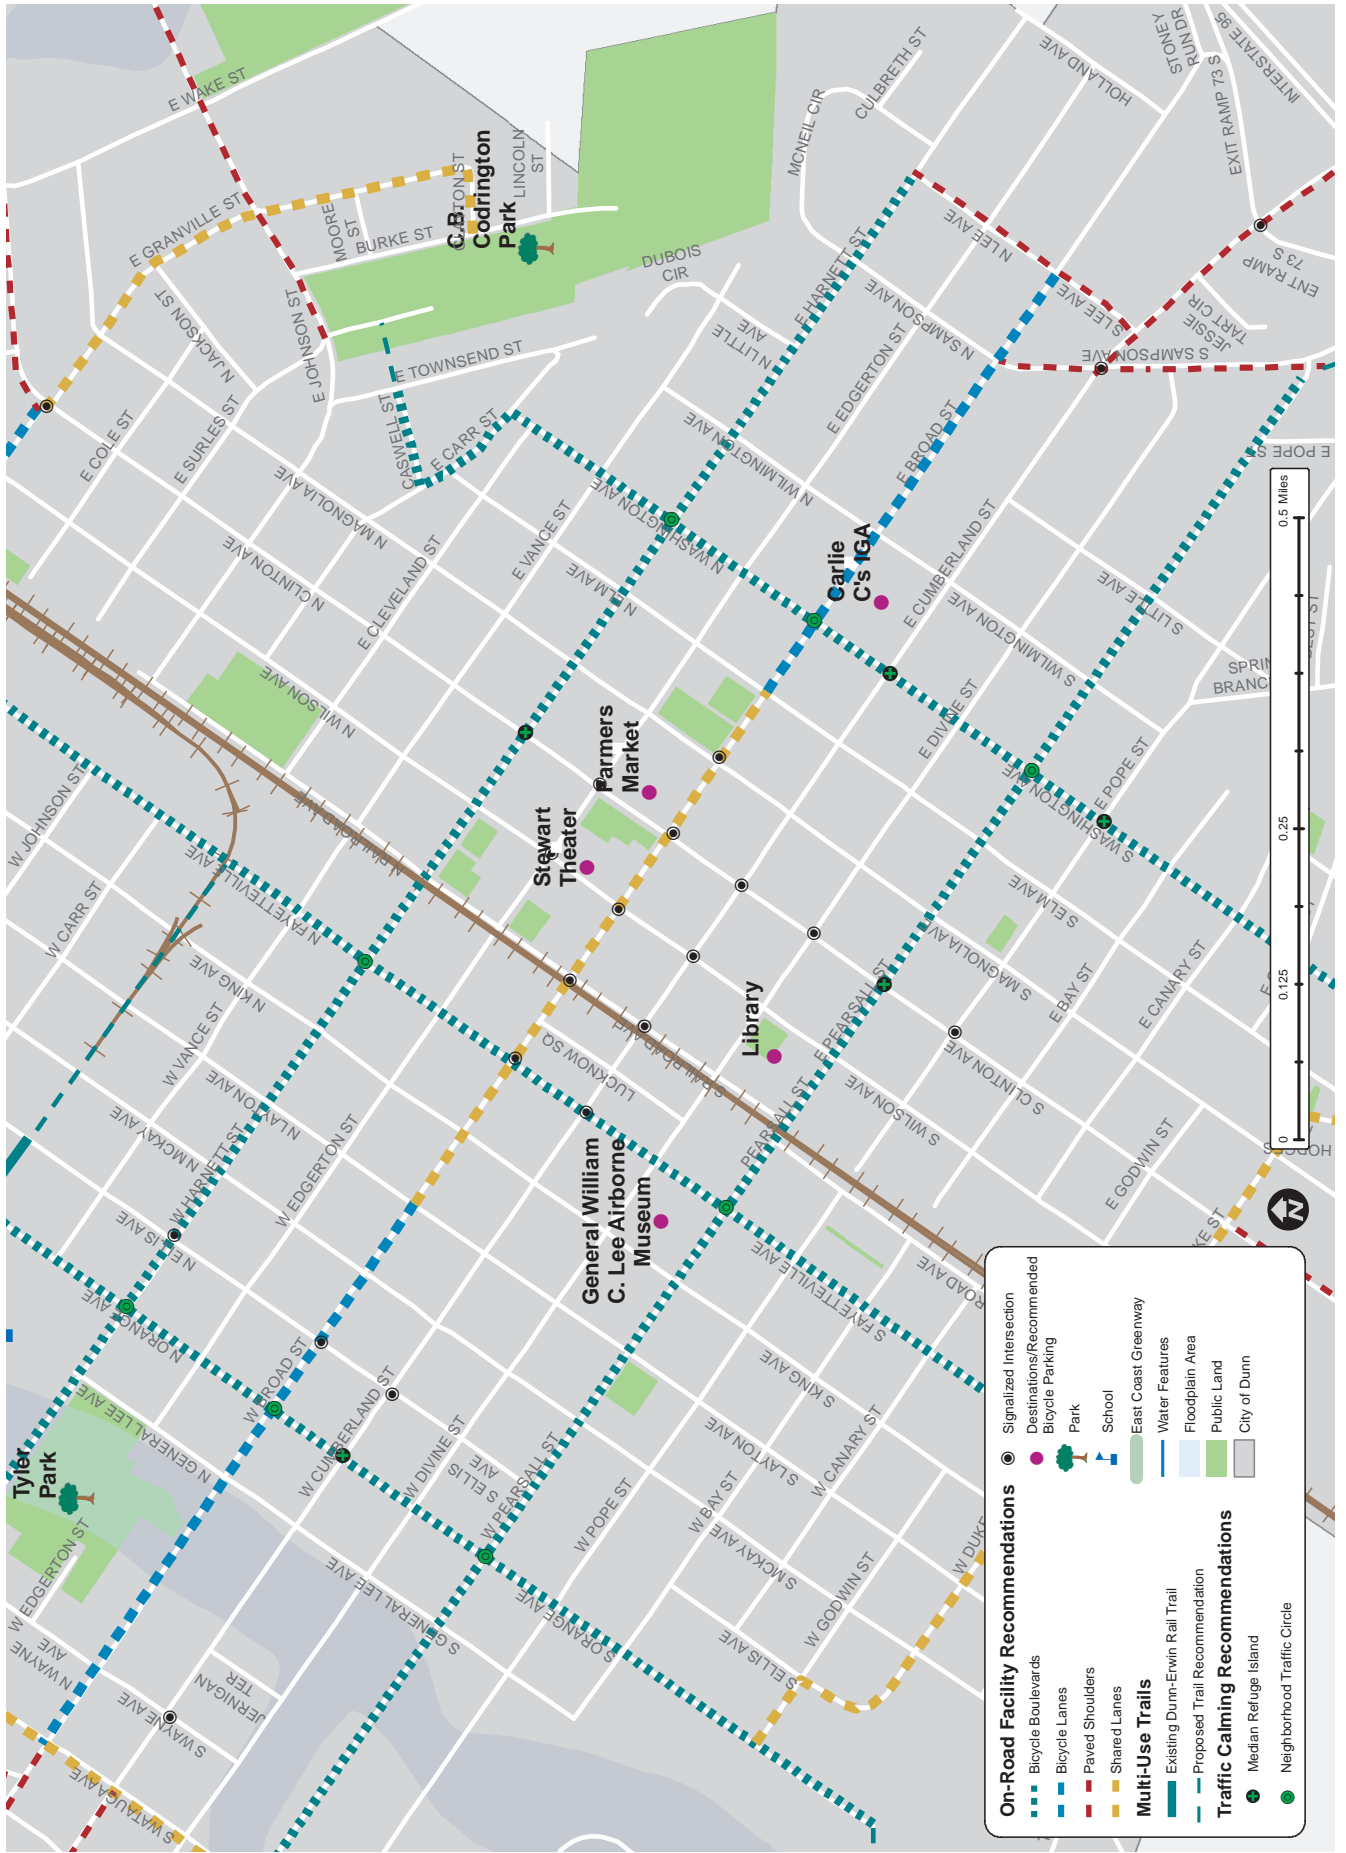 E WAKE ST
STONEY
RUN DR
INTERSTATE 95
HOLLAND AVE
CULBRETH ST
EXIT RAMP 73 S
MCNEIL CIR
LINCOLN
ST
C.B.
Codrington
Park
E GRANVILLE ST
MOORE
ST
BURKE ST
DUBOIS
CIR
N LEE AVE
ENT RAMP
73 S
E HARNETT ST
N JACKSON ST
E JOHNSON ST
N SAMPSON AVE
S LEE AVE
JESSIE
TART CIR
N LITTLE
AVE
E TOWNSEND ST
S SAMPSON AVE
E EDGERTON ST
E COLE ST
E SURLES ST
CASWELL ST
E CARR ST
N WILMINGTON AVE
E BROAD ST
E POPE ST
N MAGNOLIA AVE
N WASHINGTON AVE
0.5 Miles
N CLINTON AVE
E VANCE ST
E CLEVELAND ST
N ELM AVE
Carlie
C's IGA
E CUMBERLAND ST
S LITTLE AVE
S WILMINGTON AVE
N WILSON AVE
E DIVINE ST
Farmers
Market
E POPE ST
S WASHINGTON AVE
W JOHNSON ST
N RAILROAD AVE
Stewart
Theater
0.25
N FAYETTEVILLE AVE
W CARR ST
S ELM AVE
S MAGNOLIA AVE
E BAY ST
E CANARY ST
N KING AVE
Library
E PEARSALL ST
0.125
W VANCE ST
LUCKNOW SQ
S RAILROAD AVE
S CLINTON AVE
N LAYTON AVE
S WILSON AVE
N MCKAY AVE
W HARNETT ST
W EDGERTON ST
PEARSALL ST
E GODWIN ST
0
General William
C. Lee Airborne
Museum
N ELLIS AVE
N
S FAYETTEVILLE AVE
N ORANGE AVE
W BROAD ST
S KING AVE
W CUMBERLAND ST
N GENERAL LEE AVE
Tyler
Park
W DIVINE ST
S ELLIS
AVE
S LAYTON AVE
W CANARY ST
W PEARSALL ST
W POPE ST
W BAY ST
W EDGERTON ST
S MCKAY AVE
W DUKE
S GENERAL LEE AVE
S ORANGE AVE
W GODWIN ST
N WAYNE
AVE
S ELLIS AVE
JERNIGAN
TER
S WAYNE AVE
S WATAUGA AVE
On-Road Facility Recommendations
Bicycle Boulevards
Bicycle Lanes
Paved Shoulders
Shared Lanes
Multi-Use Trails
Existing Dunn-Erwin Rail Trail
Proposed Trail Recommendation
Traffic Calming Recommendations
Median Refuge Island
Neighborhood Traffic Circle
Signalized Intersection
Destinations/Recommended
Bicycle Parking
Park
School
East Coast Greenway
Water Features
Floodplain Area
Public Land
City of Dunn